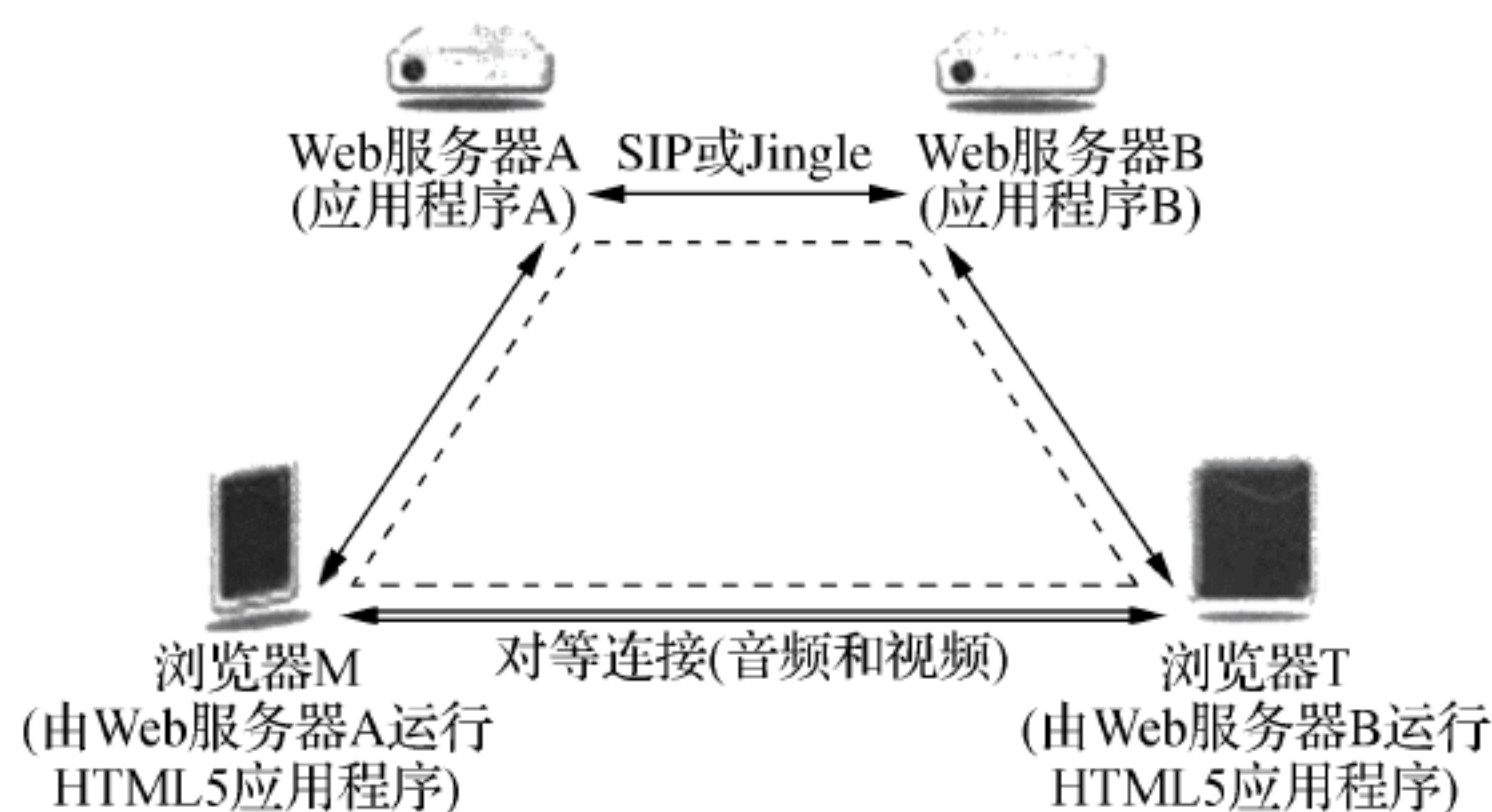 Web服务器A
(应用程序A)
SIP或Jingle
Web服务器B
(应用程序B)
对等连接(音频和视频)
浏览器M
(由Web服务器A运行
HTML5应用程序)
浏览器T
(由Web服务器B运行
HTML5应用程序)